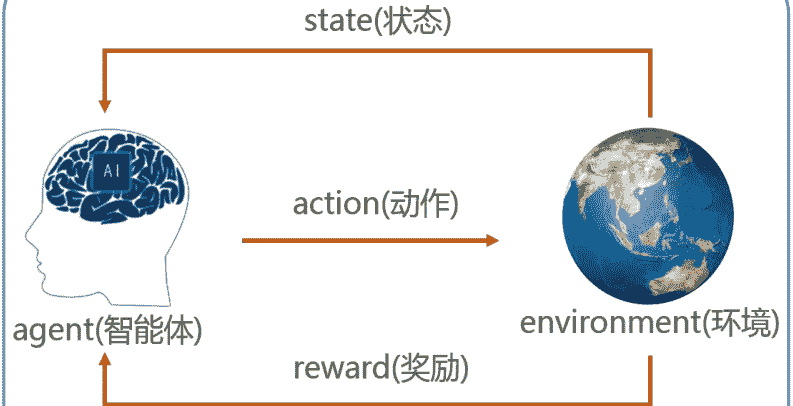 state(状态)
AI
action(动作)
agent(智能体)
environment(环境)
reward(奖励)